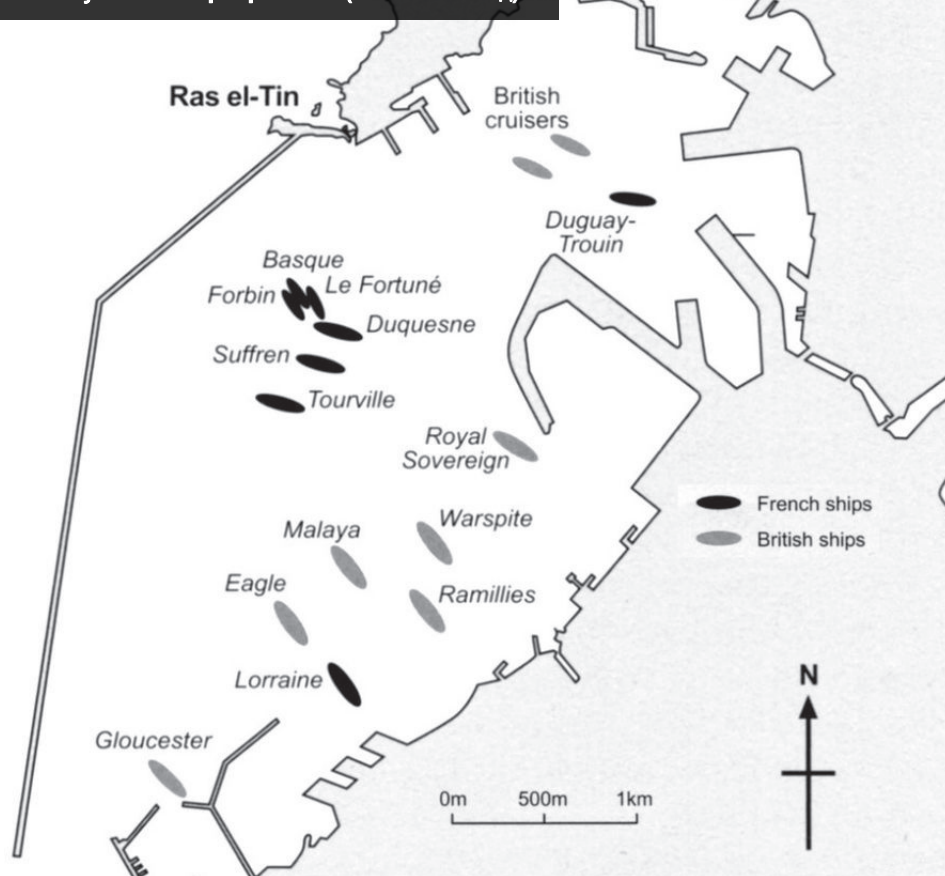 Ras el-Tin
British
cruisers
Duguay-
Trouin
Basque
Le Fortuné
Forbin
Duquesne
Suffren
Tourville
Royal
Sovereign
French ships
British ships
Warspite
Malaya
Eagle
Ramillies
Lorraine
N
Gloucester
0m 500m 1km